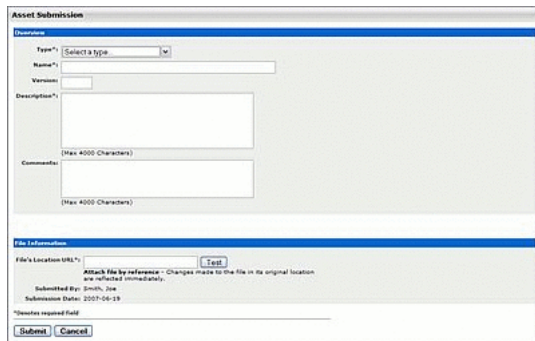 Asset Submission
Overview
Type*: Select a type...
Name*:
Version:
Description*:
(Max 4000 Characters)
Comments:
(Max 4000 Characters)
File Information
File's Location URL*: Test
Attach file by reference - Changes made to the file in its original location
are reflected immediately.
Submitted By: Smith, Joe
Submission Date: 2007-06-19
*Denotes required field
Submit Cancel